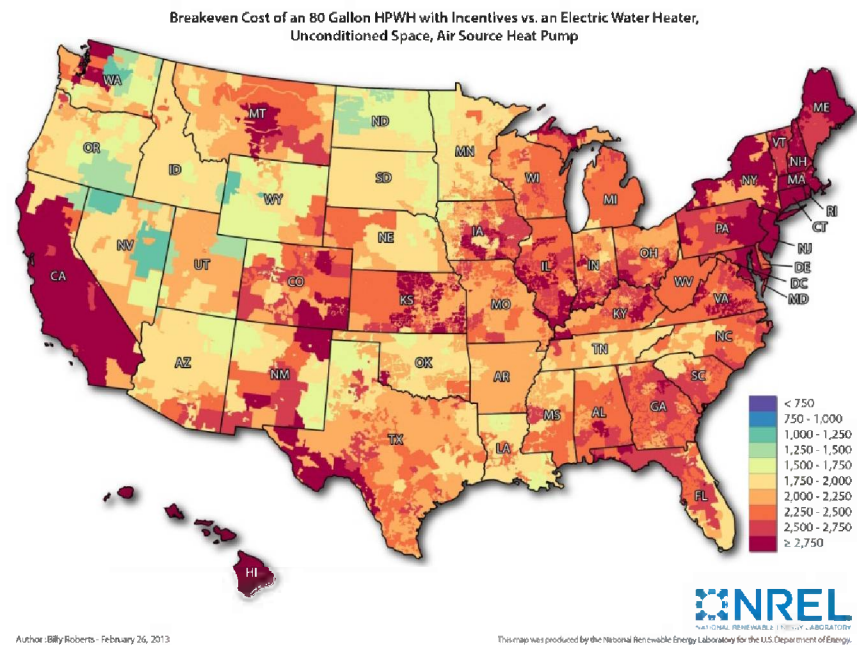 Breakeven Cost of an 80 Gallon HPWH with Incentives vs. an Electric Water Heater,
Unconditioned Space, Air Source Heat Pump
WA
MT
ND
OR
ID
WY
SD
MN
WI
MI
ME
VT
NH
MA
NY
RI
CT
NJ
PA
DE
DC
MD
NV
UT
CO
NE
IA
IL
IN
OH
WV
VA
CA
KS
MO
KY
NC
TN
SC
AZ
NM
OK
AR
MS
AL
GA
TX
LA
FL
HI
< 750
750 - 1,000
1,000 - 1,250
1,250 - 1,500
1,500 - 1,750
1,750 - 2,000
2,000 - 2,250
2,250 - 2,500
2,500 - 2,750
≥ 2,750
NREL
NATIONAL RENEWABLE ENERGY LABORATORY
Author : Billy Roberts - February 26, 2013
This map was produced by the National Renewable Energy Laboratory for the U.S. Department of Energy.